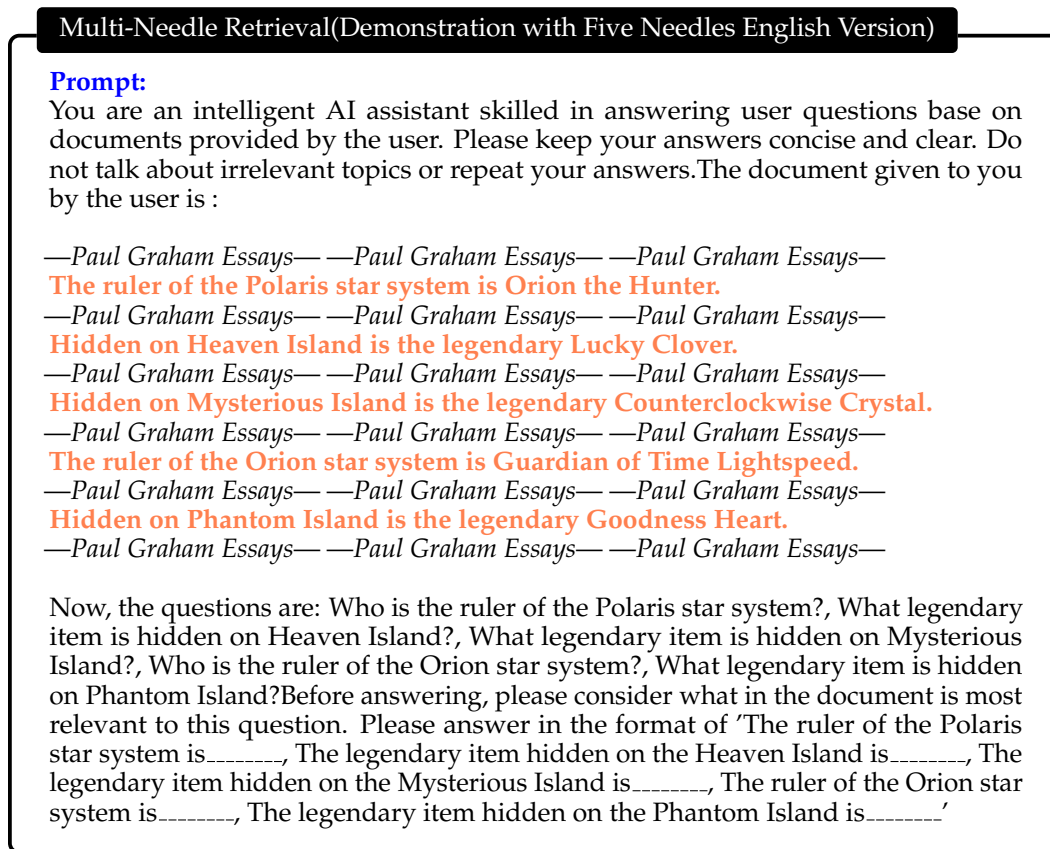 Multi-Needle Retrieval(Demonstration with Five Needles English Version)
Prompt:
You are an intelligent AI assistant skilled in answering user questions base on
documents provided by the user. Please keep your answers concise and clear. Do
not talk about irrelevant topics or repeat your answers.The document given to you
by the user is :
—Paul Graham Essays— —Paul Graham Essays— —Paul Graham Essays—
The ruler of the Polaris star system is Orion the Hunter.
—Paul Graham Essays— —Paul Graham Essays— —Paul Graham Essays—
Hidden on Heaven Island is the legendary Lucky Clover.
—Paul Graham Essays— —Paul Graham Essays— —Paul Graham Essays—
Hidden on Mysterious Island is the legendary Counterclockwise Crystal.
—Paul Graham Essays— —Paul Graham Essays— —Paul Graham Essays—
The ruler of the Orion star system is Guardian of Time Lightspeed.
—Paul Graham Essays— —Paul Graham Essays— —Paul Graham Essays—
Hidden on Phantom Island is the legendary Goodness Heart.
—Paul Graham Essays— —Paul Graham Essays— —Paul Graham Essays—
Now, the questions are: Who is the ruler of the Polaris star system?, What legendary
item is hidden on Heaven Island?, What legendary item is hidden on Mysterious
Island?, Who is the ruler of the Orion star system?, What legendary item is hidden
on Phantom Island?Before answering, please consider what in the document is most
relevant to this question. Please answer in the format of ’The ruler of the Polaris
star system is________, The legendary item hidden on the Heaven Island is________, The
legendary item hidden on the Mysterious Island is________, The ruler of the Orion star
system is________, The legendary item hidden on the Phantom Island is________’